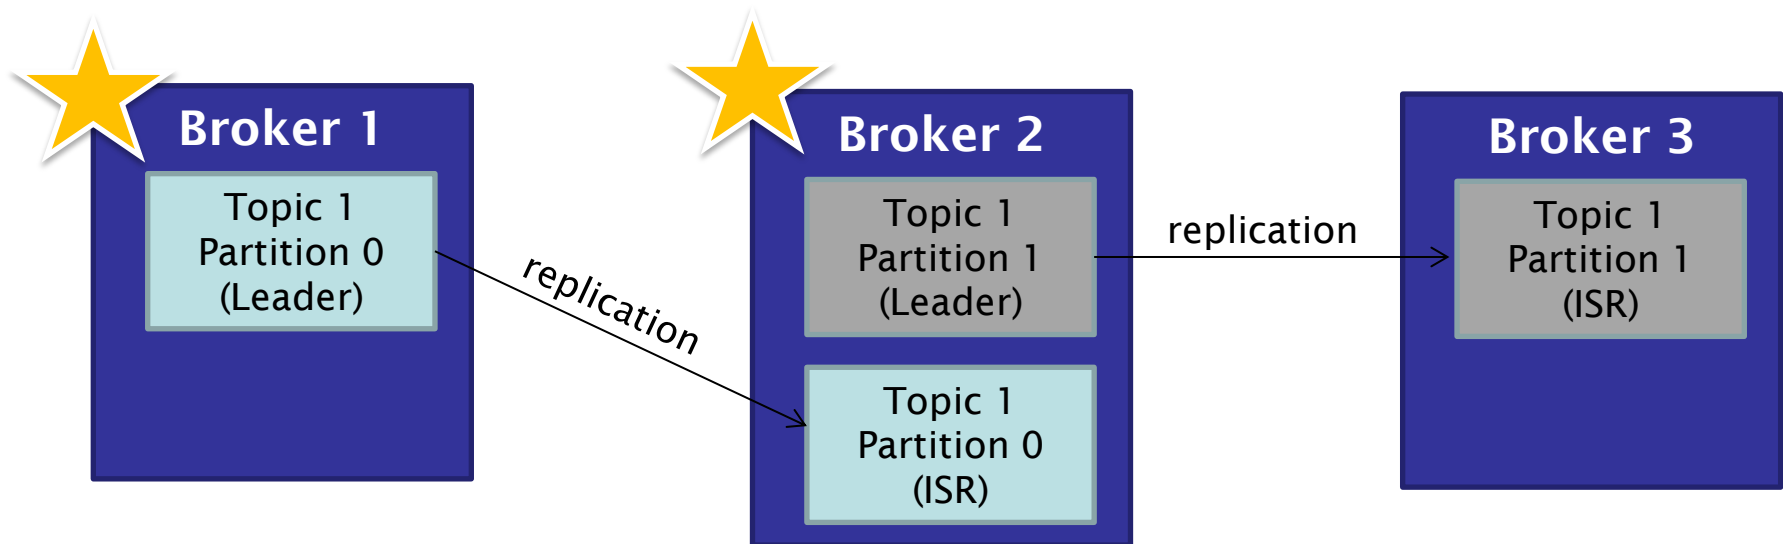 Broker 1
Topic 1
Partition 0
(Leader)
replication
Broker 2
Topic 1
Partition 1
(Leader)
Topic 1
Partition 0
(ISR)
replication
Broker 3
Topic 1
Partition 1
(ISR)